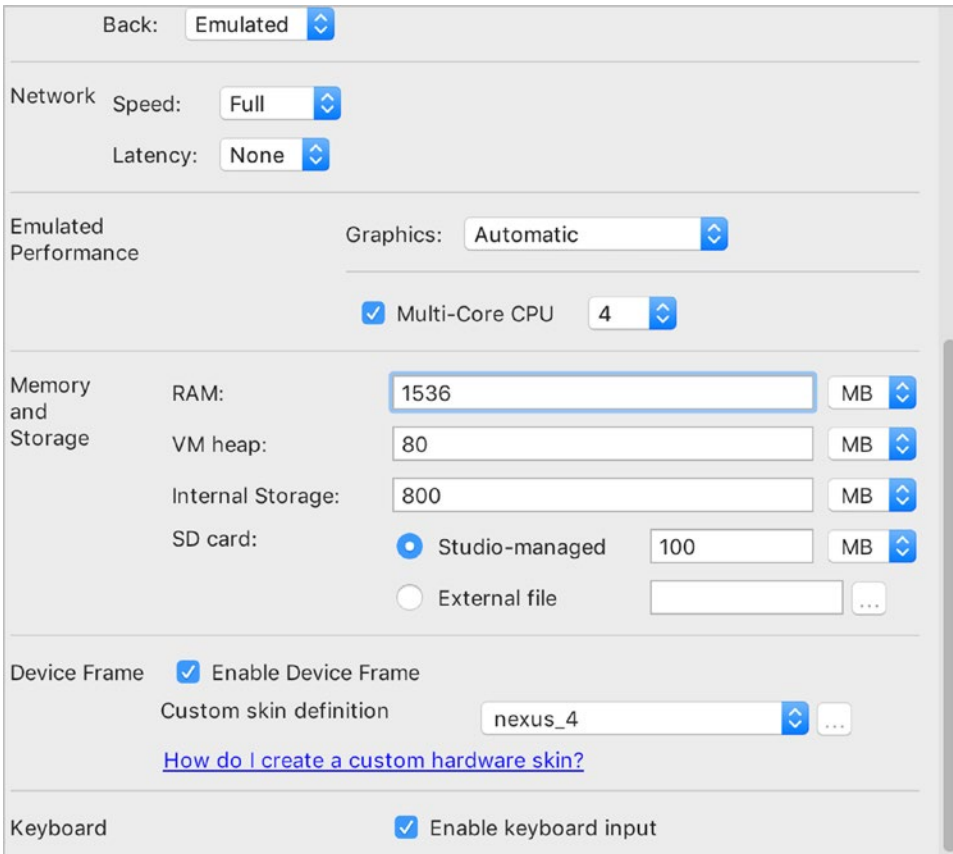 Back: Emulated
Network Speed: Full
Latency: None
Emulated
Performance
Graphics: Automatic
Multi-Core CPU 4
Memory
and
Storage
RAM: 1536 MB
VM heap: 80 MB
Internal Storage: 800 MB
SD card: Studio-managed 100 MB
External file ...
Device Frame Enable Device Frame
Custom skin definition nexus_4 ...
How do I create a custom hardware skin?
Keyboard Enable keyboard input